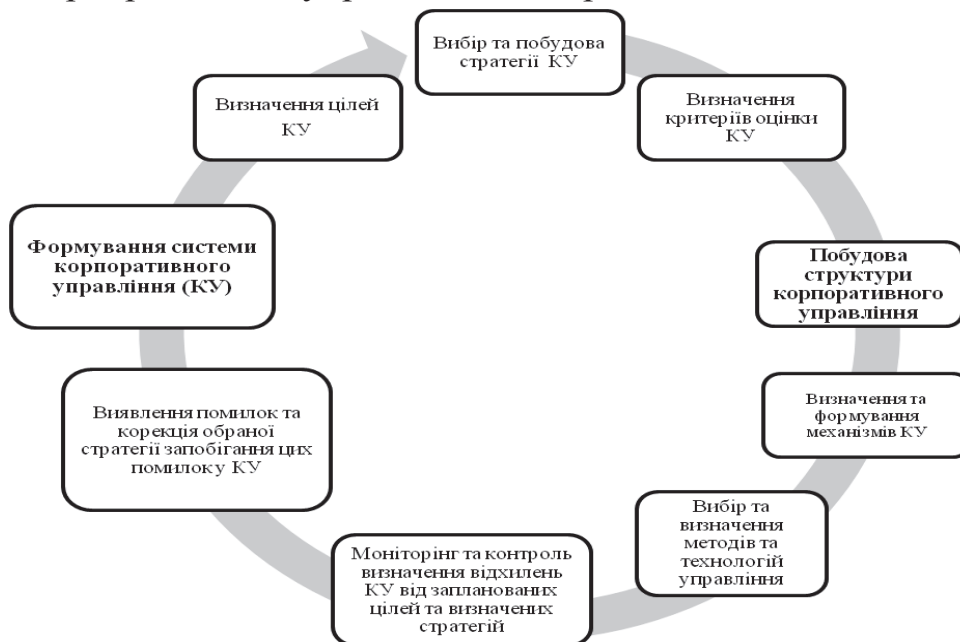 Вибір та побудова
стратегії КУ
Визначення
критеріїв оцінки
КУ
Побудова
структури
корпоративного
управління
Визначення та
формування
механізмів КУ
Вибір та
визначення
методів та
технологій
управління
Моніторінг та контроль
визначення відхилень
КУ від запланованих
цілей та визначених
стратегій
Виявлення помилок та
корекція обраної
стратегії запобігання цих
помилок у КУ
Формування системи
корпоративного
управління (КУ)
Визначення цілей
КУ